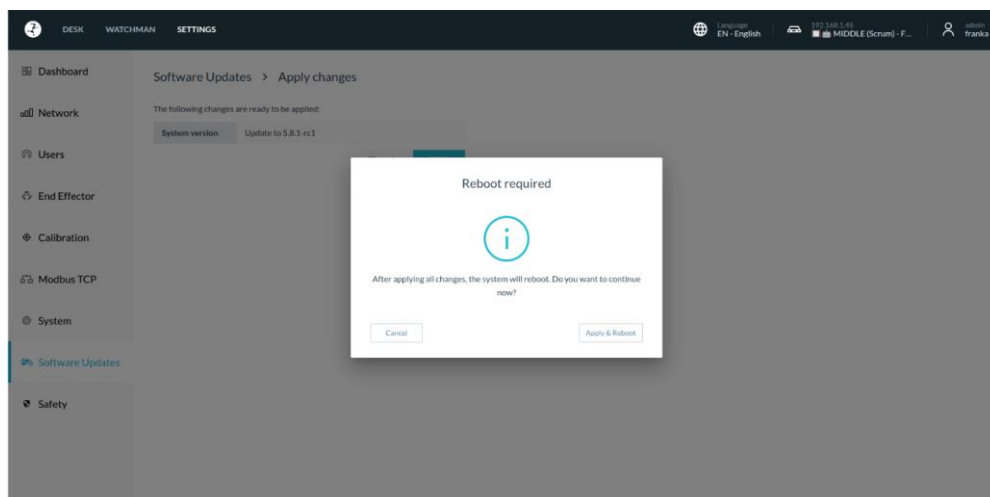 DESK WATCHMAN SETTINGS
Language
EN - English
192.168.1.45
MIDDLE (Scrum) - F...
admin
franka
Dashboard
Network
Users
End Effector
Calibration
Modbus TCP
System
Software Updates
Safety
Software Updates > Apply changes
The following changes are ready to be applied:
System version Update to 5.8.1-rc1
Reboot required
i
After applying all changes, the system will reboot. Do you want to continue
now?
Cancel Apply & Reboot